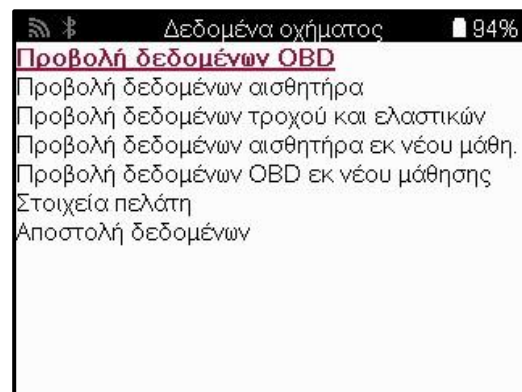 Δεδομένα οχήματος 94%
Προβολή δεδομένων OBD
Προβολή δεδομένων αισθητήρα
Προβολή δεδομένων τροχού και ελαστικών
Προβολή δεδομένων αισθητήρα εκ νέου μάθη.
Προβολή δεδομένων OBD εκ νέου μάθησης
Στοιχεία πελάτη
Αποστολή δεδομένων